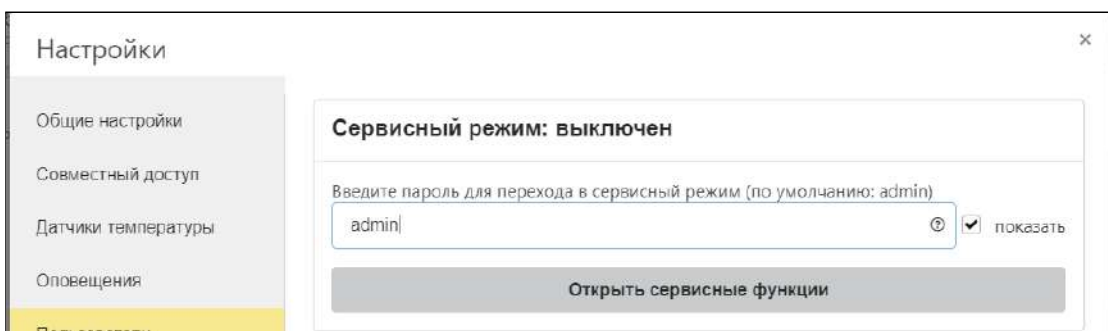 Настройки
×
Общие настройки
Совместный доступ
Датчики температуры
Оповещения
Сервисный режим: выключен
Введите пароль для перехода в сервисный режим (по умолчанию: admin)
admin
показать
Открыть сервисные функции